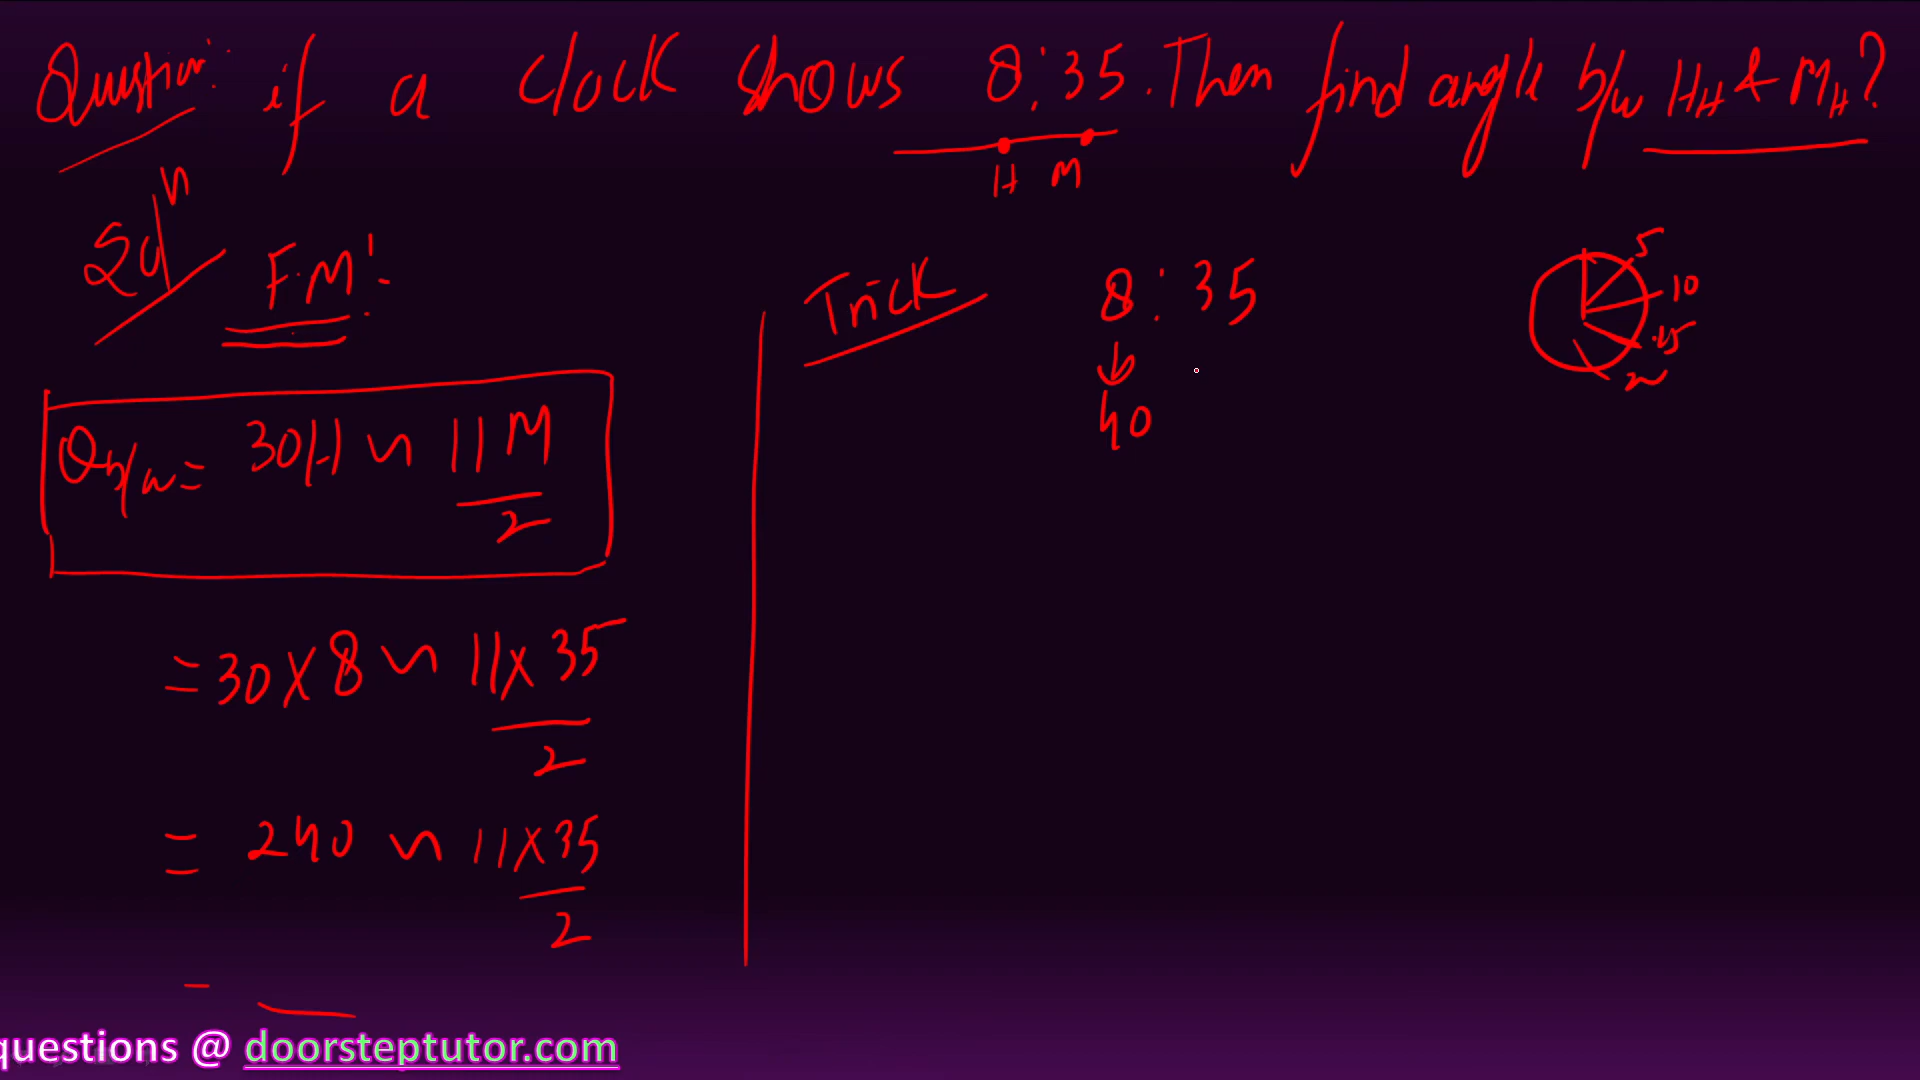 Question: if a clock shows 8:35. Then find angle b/w HH & MH?
H M
Solⁿ
F.M:-
θb/w = 30H ~ 11M/2
= 30 X 8 ~ 11 X 35/2
= 240 ~ 11 X 35/2
Trick
8:35
40
5
10
15
20
questions @ doorsteptutor.com